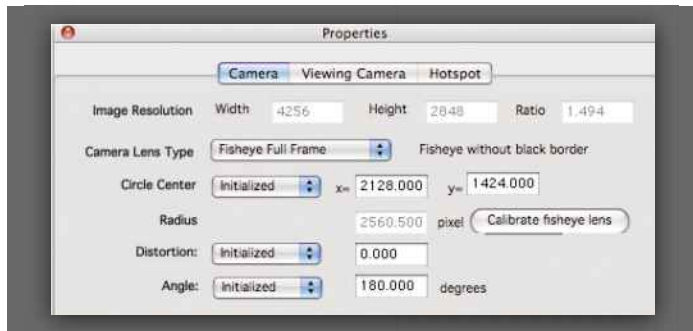 Properties
Camera Viewing Camera Hotspot
Image Resolution Width 4256 Height 2848 Ratio 1.494
Camera Lens Type Fisheye Full Frame Fisheye without black border
Circle Center Initialized x= 2128.000 y= 1424.000
Radius 2560.500 pixel Calibrate fisheye lens
Distortion: Initialized 0.000
Angle: Initialized 180.000 degrees